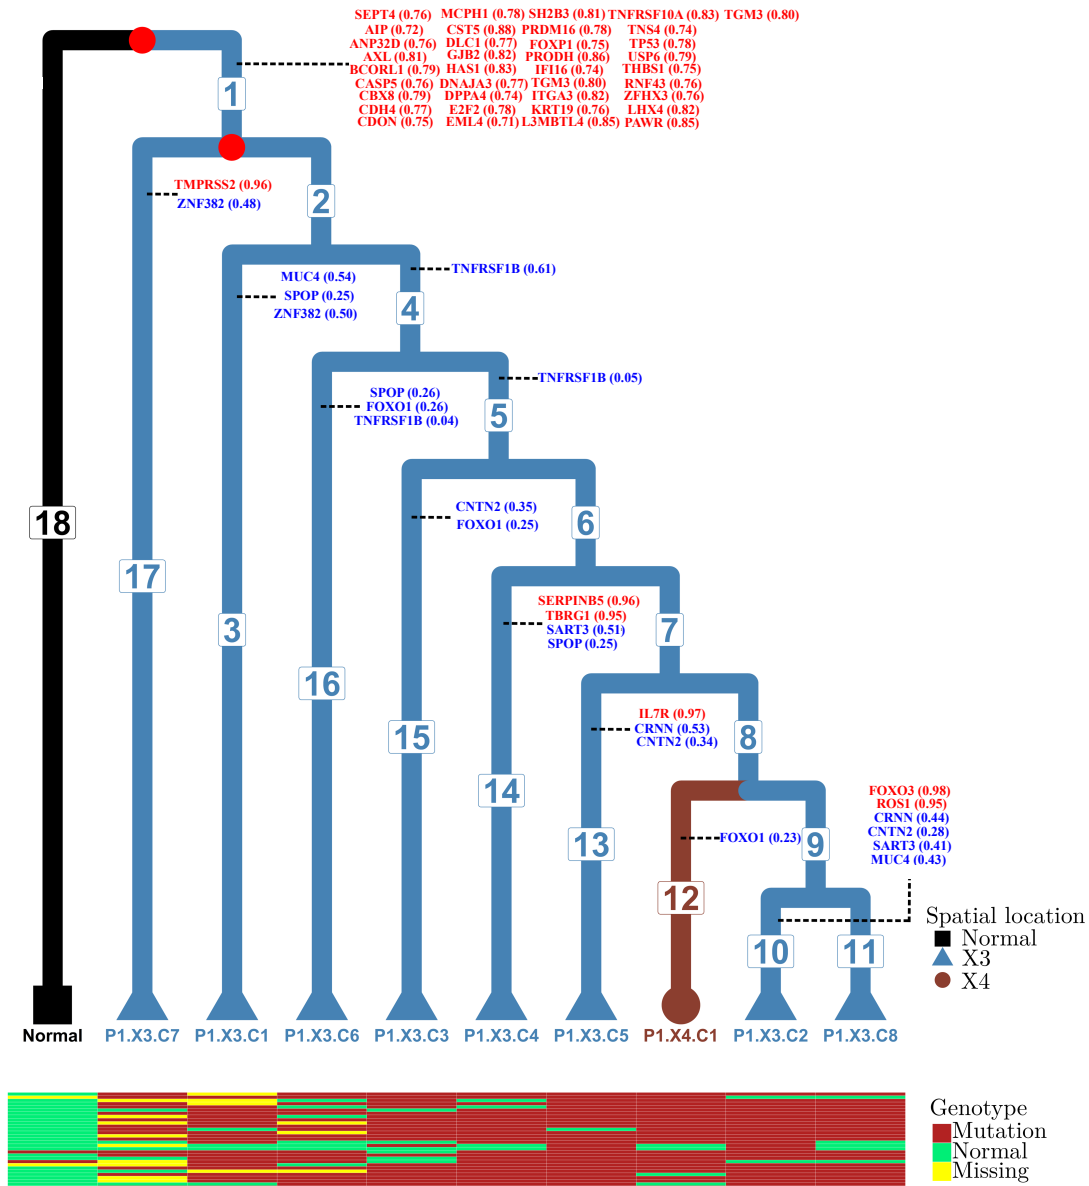 SEPT4 (0.76) MCPH1 (0.78) SH2B3 (0.81) TNFRSF10A (0.83) TGM3 (0.80)
AIP (0.72) CST5 (0.88) PRDM16 (0.78) TNS4 (0.74)
ANP32D (0.76) DLC1 (0.77) FOXP1 (0.75) TP53 (0.78)
AXL (0.81) GJB2 (0.82) PRODH (0.86) USP6 (0.79)
BCORL1 (0.79) HAS1 (0.83) IFI16 (0.74) THBS1 (0.75)
CASP5 (0.76) DNAJA3 (0.77) TGM3 (0.80) RNF43 (0.76)
CBX8 (0.79) DPPA4 (0.74) ITGA3 (0.82) ZFHX3 (0.76)
CDH4 (0.77) E2F2 (0.78) KRT19 (0.76) LHX4 (0.82)
CDON (0.75) EML4 (0.71) L3MBTL4 (0.85) PAWR (0.85)
1
TMPRSS2 (0.96)
ZNF382 (0.48)
2
MUC4 (0.54)
SPOP (0.25)
ZNF382 (0.50)
TNFRSF1B (0.61)
4
SPOP (0.26)
FOXO1 (0.26)
TNFRSF1B (0.04)
TNFRSF1B (0.05)
5
CNTN2 (0.35)
FOXO1 (0.25)
6
18
17
SERPINB5 (0.96)
TBRG1 (0.95)
SART3 (0.51)
SPOP (0.25)
3
7
16
IL7R (0.97)
CRNN (0.53)
CNTN2 (0.34)
15
8
14
FOXO3 (0.98)
ROS1 (0.95)
CRNN (0.44)
CNTN2 (0.28)
SART3 (0.41)
MUC4 (0.43)
13
FOXO1 (0.23)
9
12
10
11
Spatial location
Normal
X3
X4
Normal P1.X3.C7 P1.X3.C1 P1.X3.C6 P1.X3.C3 P1.X3.C4 P1.X3.C5 P1.X4.C1 P1.X3.C2 P1.X3.C8
Genotype
Mutation
Normal
Missing